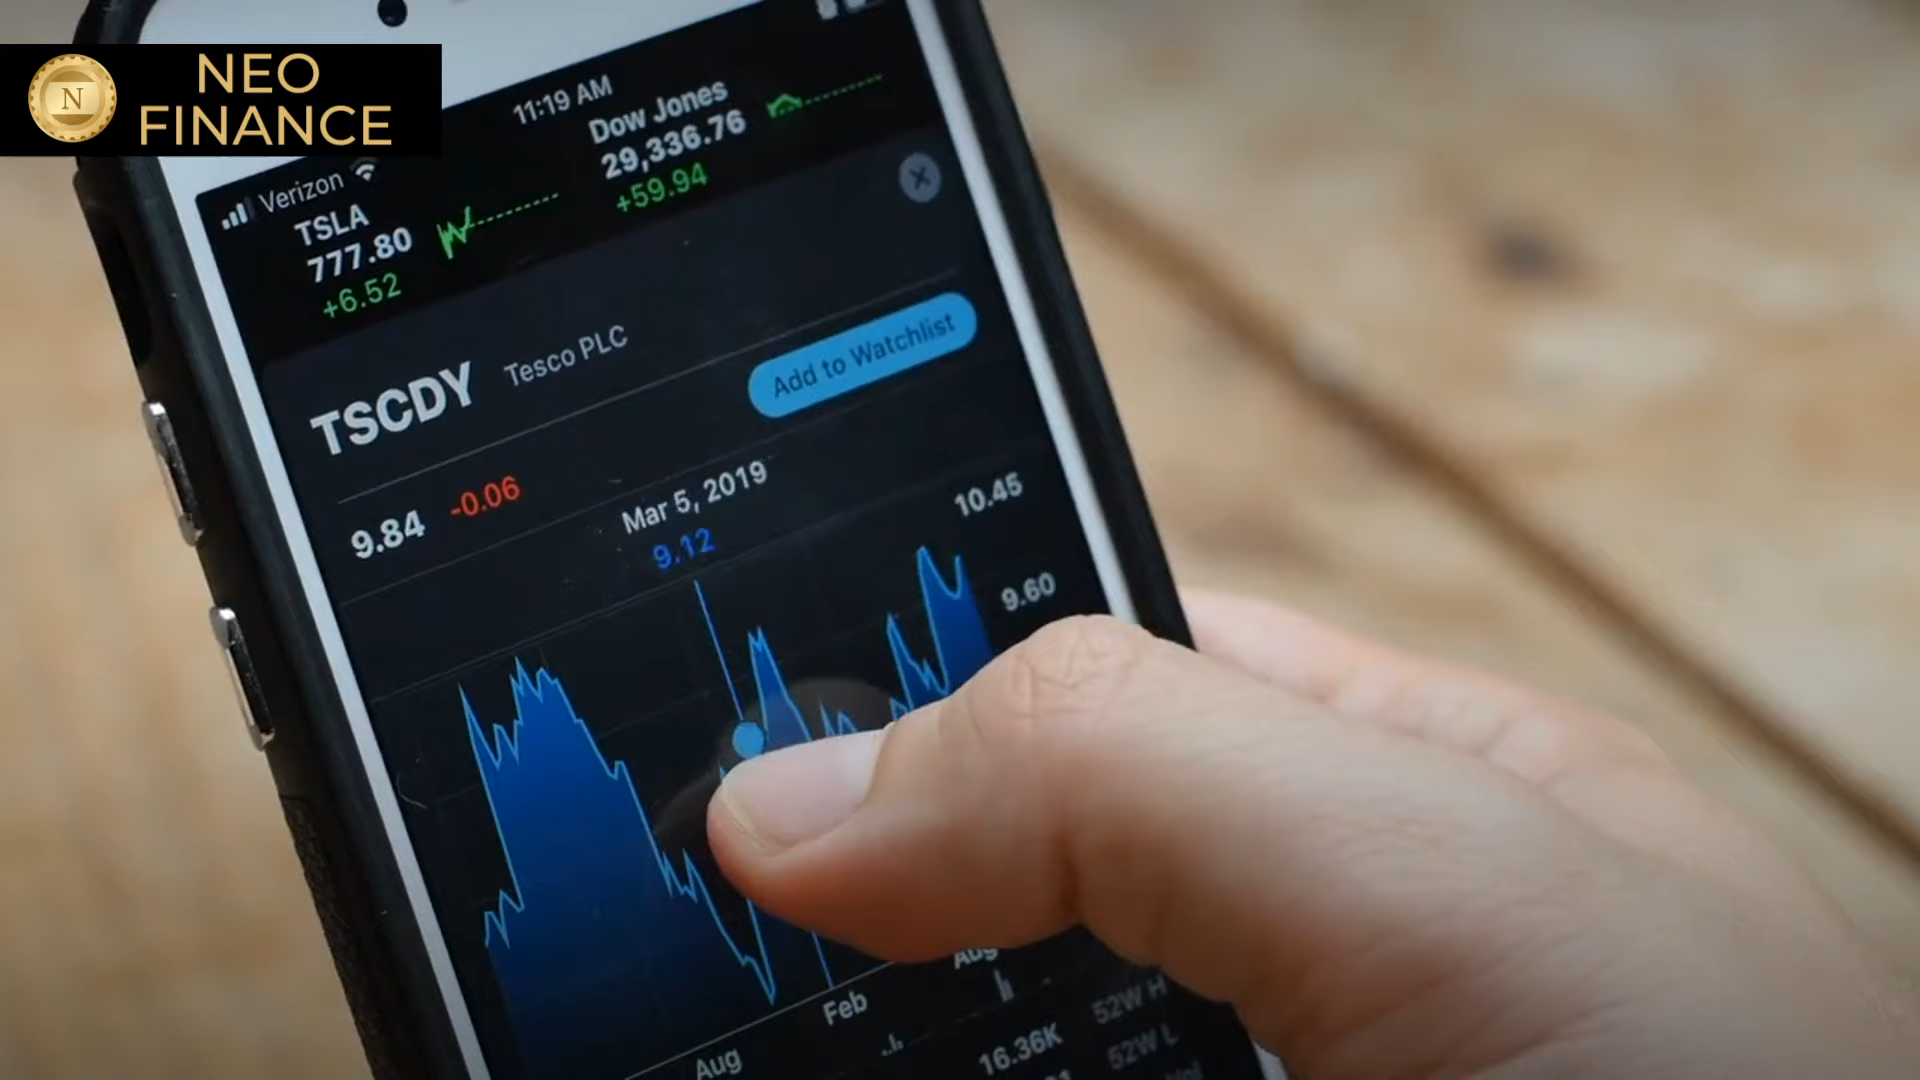 NEO
FINANCE
11:19 AM
Verizon
TSLA
777.80
+6.52
Dow Jones
29,336.76
+59.94
TSCDY Tesco PLC
Add to Watchlist
9.84 -0.06
Mar 5, 2019
9.12
10.45
9.60
Aug
Feb
Aug
16.36K
52W H
52W L